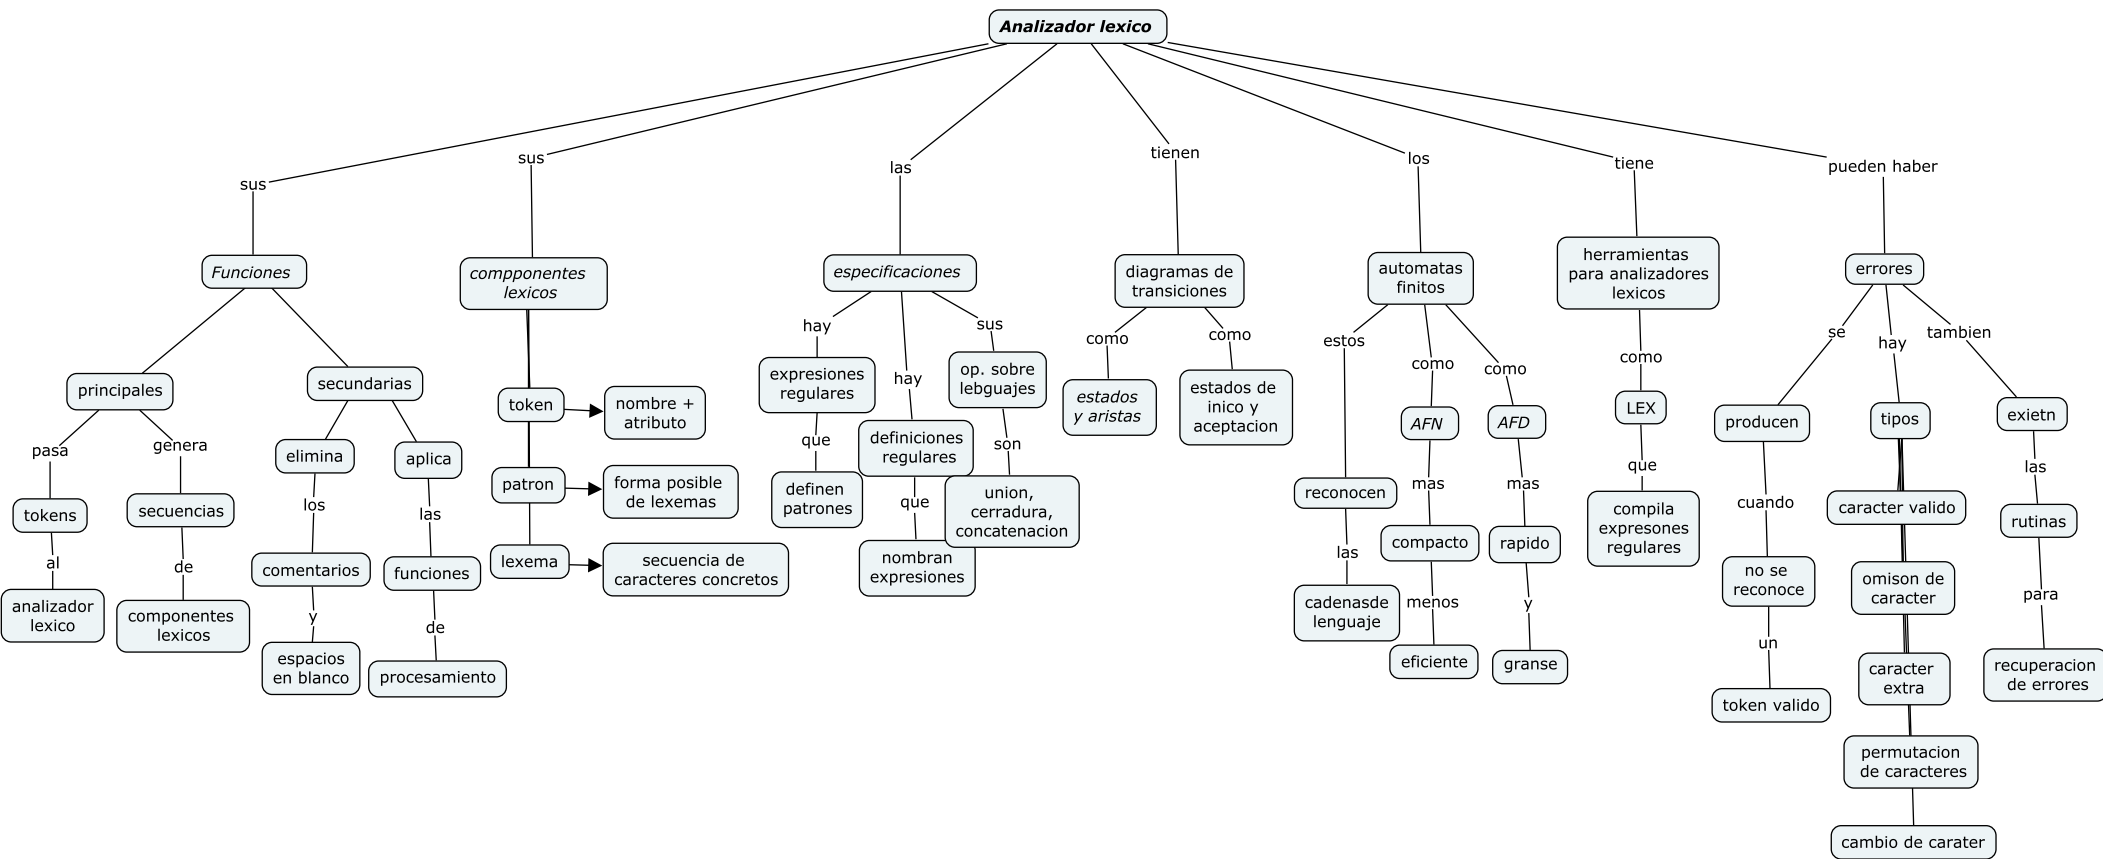 Analizador lexico
sus
Funciones
principales
pasa
tokens
al
analizador
lexico
genera
secuencias
de
componentes
lexicos
secundarias
elimina
los
comentarios
y
espacios
en blanco
aplica
las
funciones
de
procesamiento
sus
compponentes
lexicos
token
nombre +
atributo
patron
forma posible
de lexemas
lexema
secuencia de
caracteres concretos
las
especificaciones
hay
expresiones
regulares
que
definen
patrones
hay
definiciones
regulares
que
nombran
expresiones
sus
op. sobre
lebguajes
son
union,
cerradura,
concatenacion
tienen
diagramas de
transiciones
como
estados
y aristas
como
estados de
inico y
aceptacion
los
automatas
finitos
estos
reconocen
las
cadenasde
lenguaje
como
AFN
mas
compacto
menos
eficiente
como
AFD
mas
rapido
y
granse
tiene
herramientas
para analizadores
lexicos
como
LEX
que
compila
expresones
regulares
pueden haber
errores
se
producen
cuando
no se
reconoce
un
token valido
hay
tipos
caracter valido
omison de
caracter
caracter
extra
permutacion
de caracteres
cambio de carater
tambien
exietn
las
rutinas
para
recuperacion
de errores